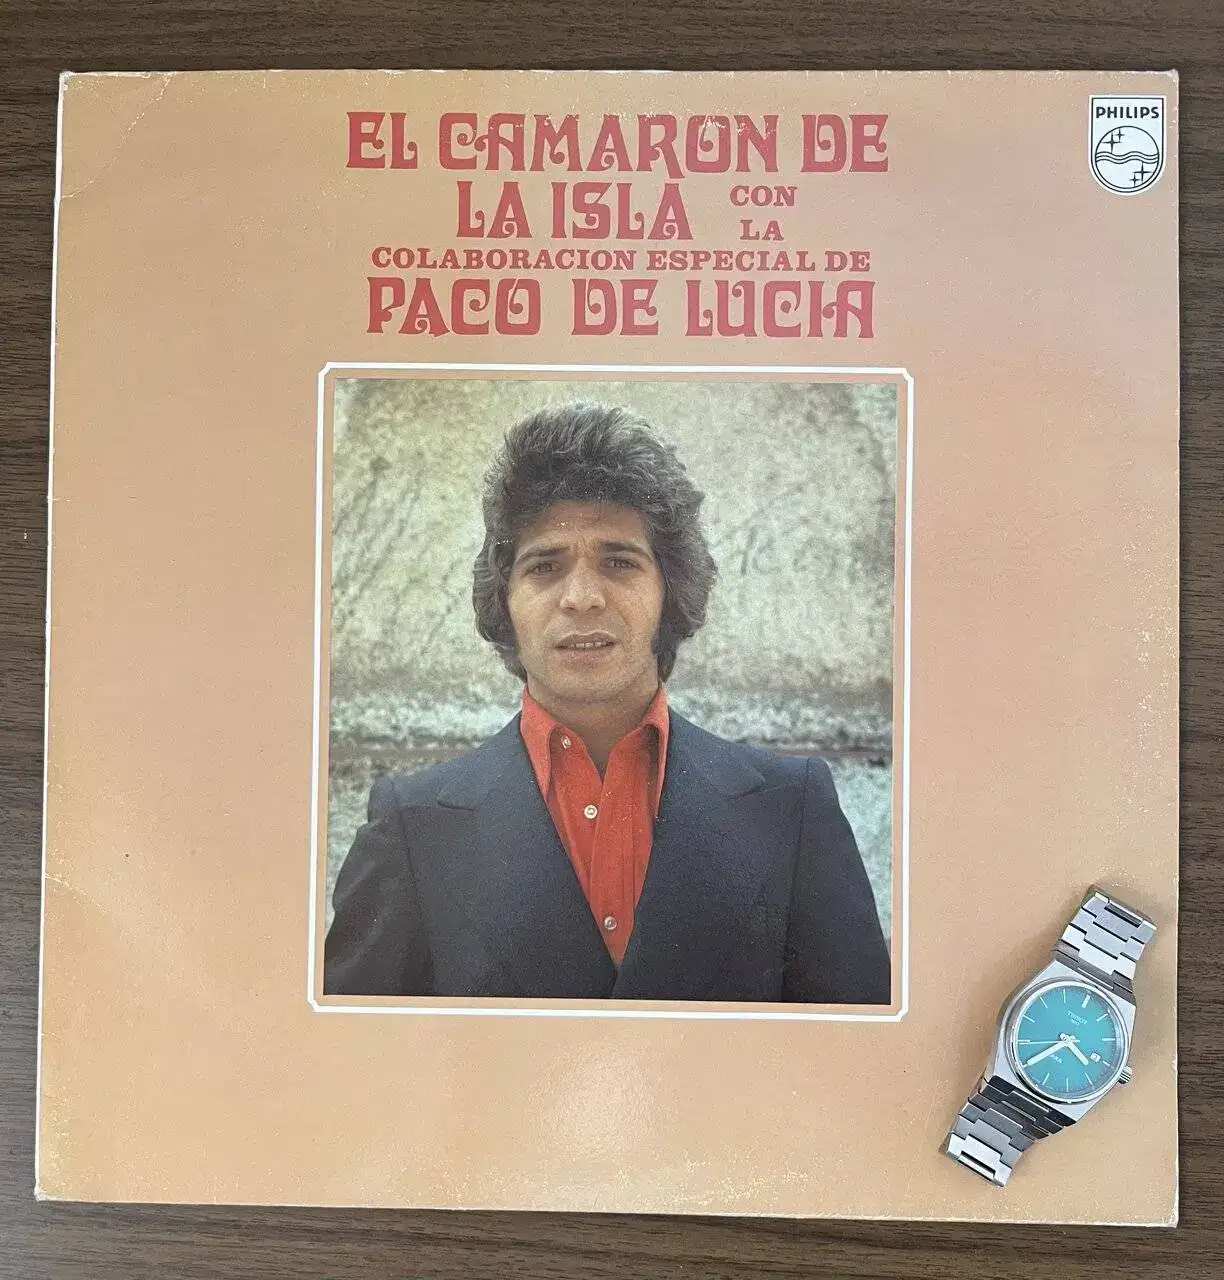 PHILIPS
EL CAMARON DE
LA ISLA CON
LA
COLABORACION ESPECIAL DE
PACO DE LUCIA
TISSOT